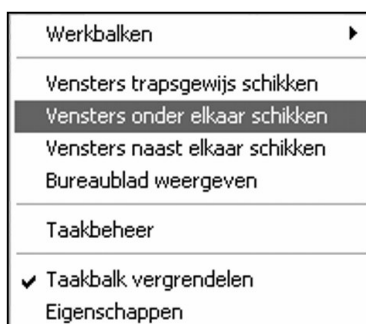 Werkbalken
Vensters trapsgewijs schikken
Vensters onder elkaar schikken
Vensters naast elkaar schikken
Bureaublad weergeven
Taakbeheer
Taakbalk vergrendelen
Eigenschappen